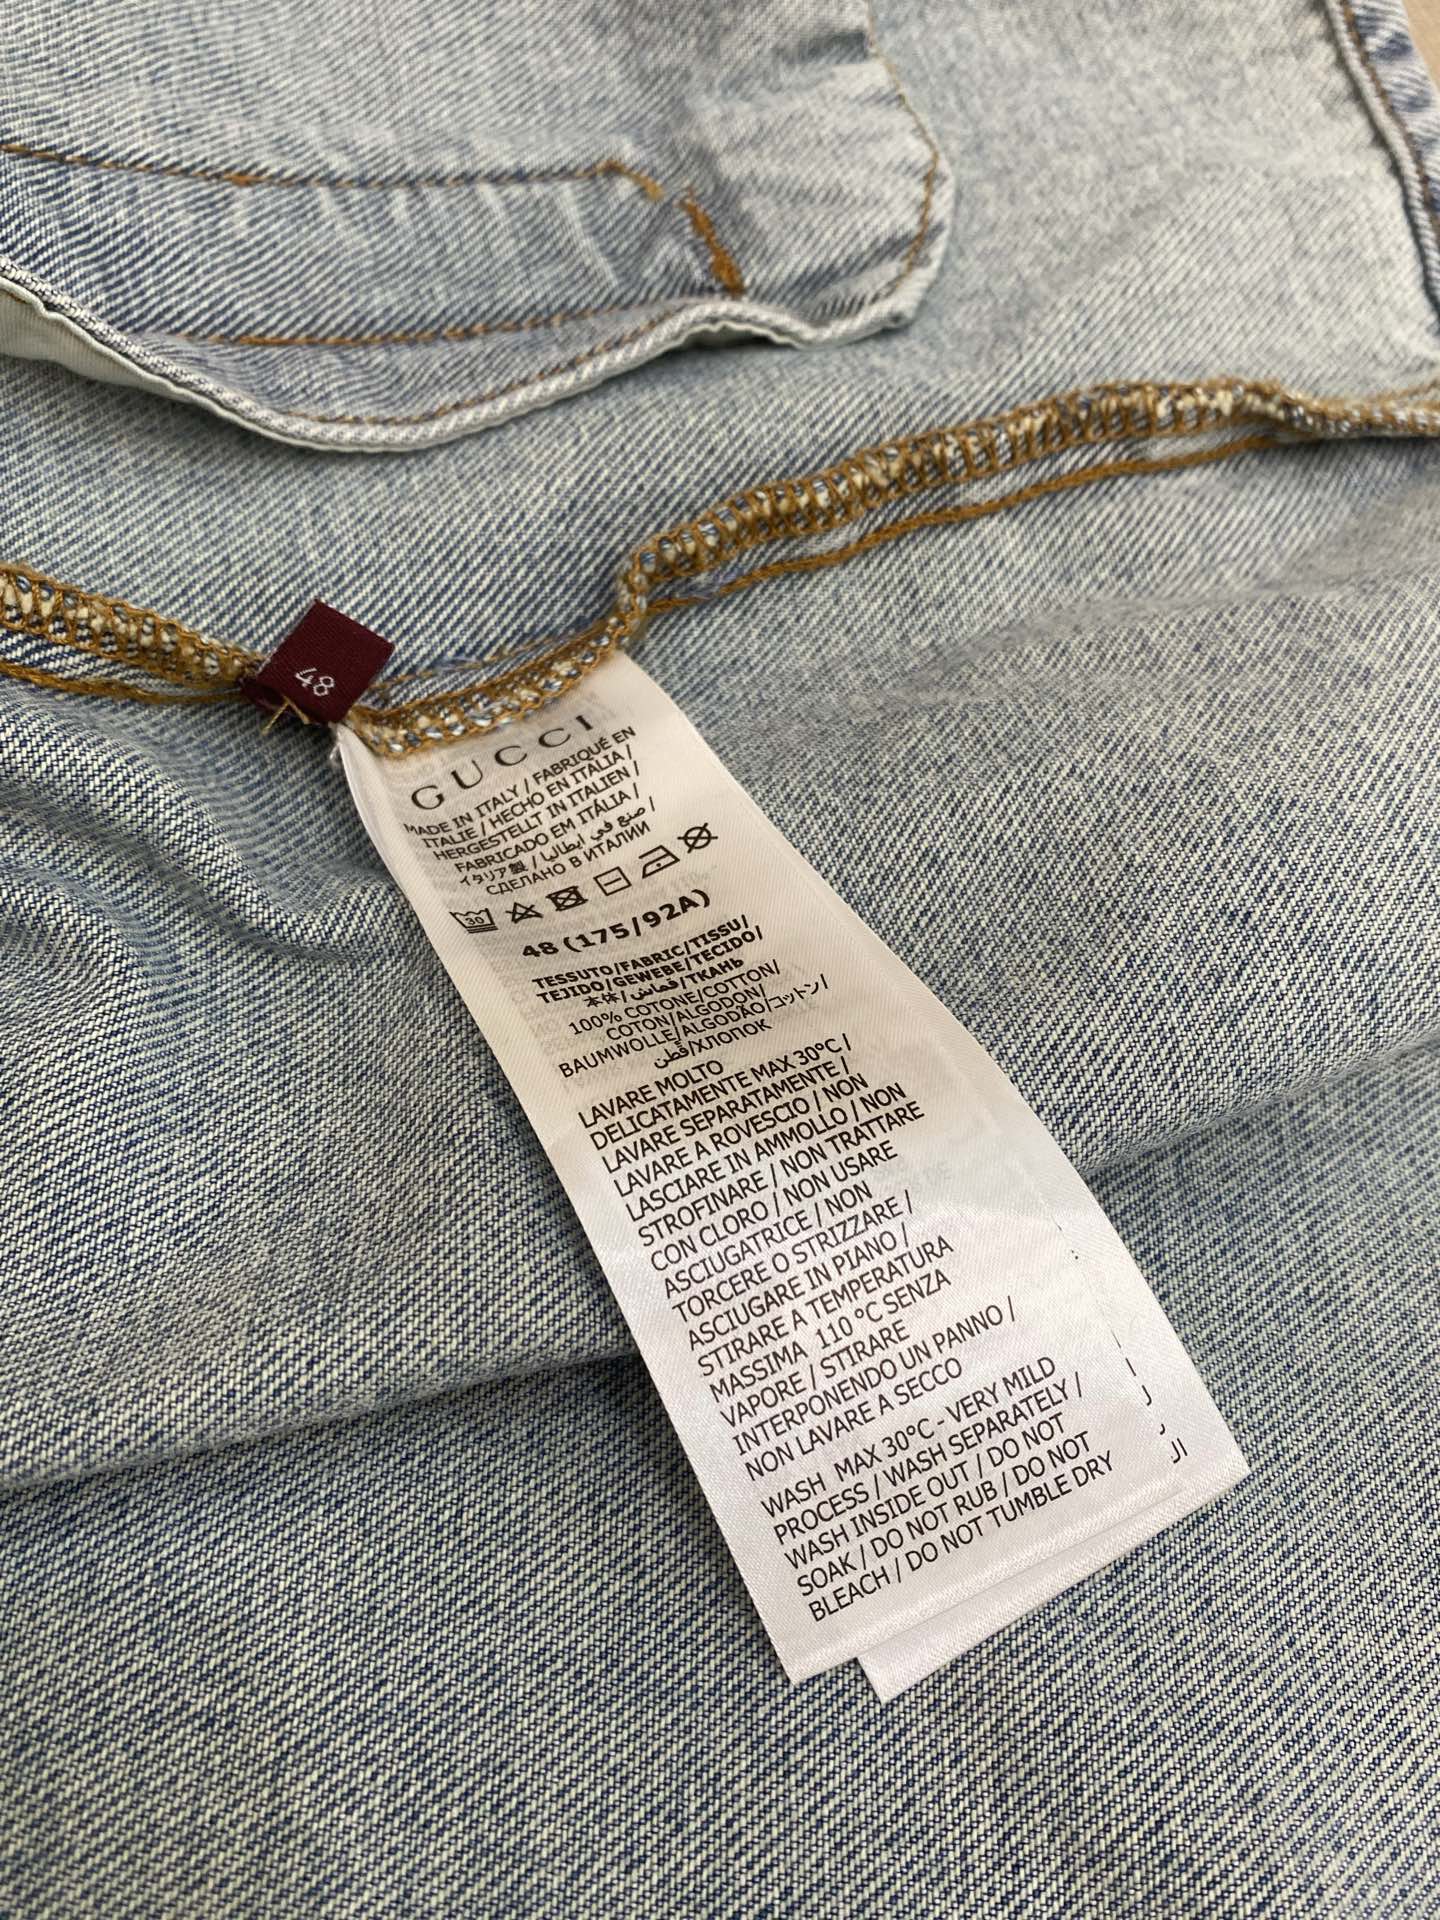 48
GUCCI
MADE IN ITALY / FABRIQUÉ EN
ITALIE / HECHO EN ITALIA /
HERGESTELLT IN ITALIEN /
FABRICADO EM ITÁLIA /
イタリア製 / صنع في ايطاليا /
СДЕЛАНО В ИТАЛИИ
30
48 (175/92A)
TESSUTO/FABRIC/TISSU/
TEJIDO/GEWEBE/TECIDO/
本体/قماش/ТКАНЬ
100% COTONE/COTTON/
COTON/ALGODON/
BAUMWOLLE/ALGODÃO/コットン/
قطن/ХЛОПОК
LAVARE MOLTO
DELICATAMENTE MAX 30°C /
LAVARE SEPARATAMENTE /
LAVARE A ROVESCIO / NON
LASCIARE IN AMMOLLO / NON
STROFINARE / NON TRATTARE
CON CLORO / NON USARE
ASCIUGATRICE / NON
TORCERE O STRIZZARE /
ASCIUGARE IN PIANO /
STIRARE A TEMPERATURA
MASSIMA 110 °C SENZA
VAPORE / STIRARE
INTERPONENDO UN PANNO /
NON LAVARE A SECCO
WASH MAX 30°C - VERY MILD
PROCESS / WASH SEPARATELY /
WASH INSIDE OUT / DO NOT
SOAK / DO NOT RUB / DO NOT
BLEACH / DO NOT TUMBLE DRY